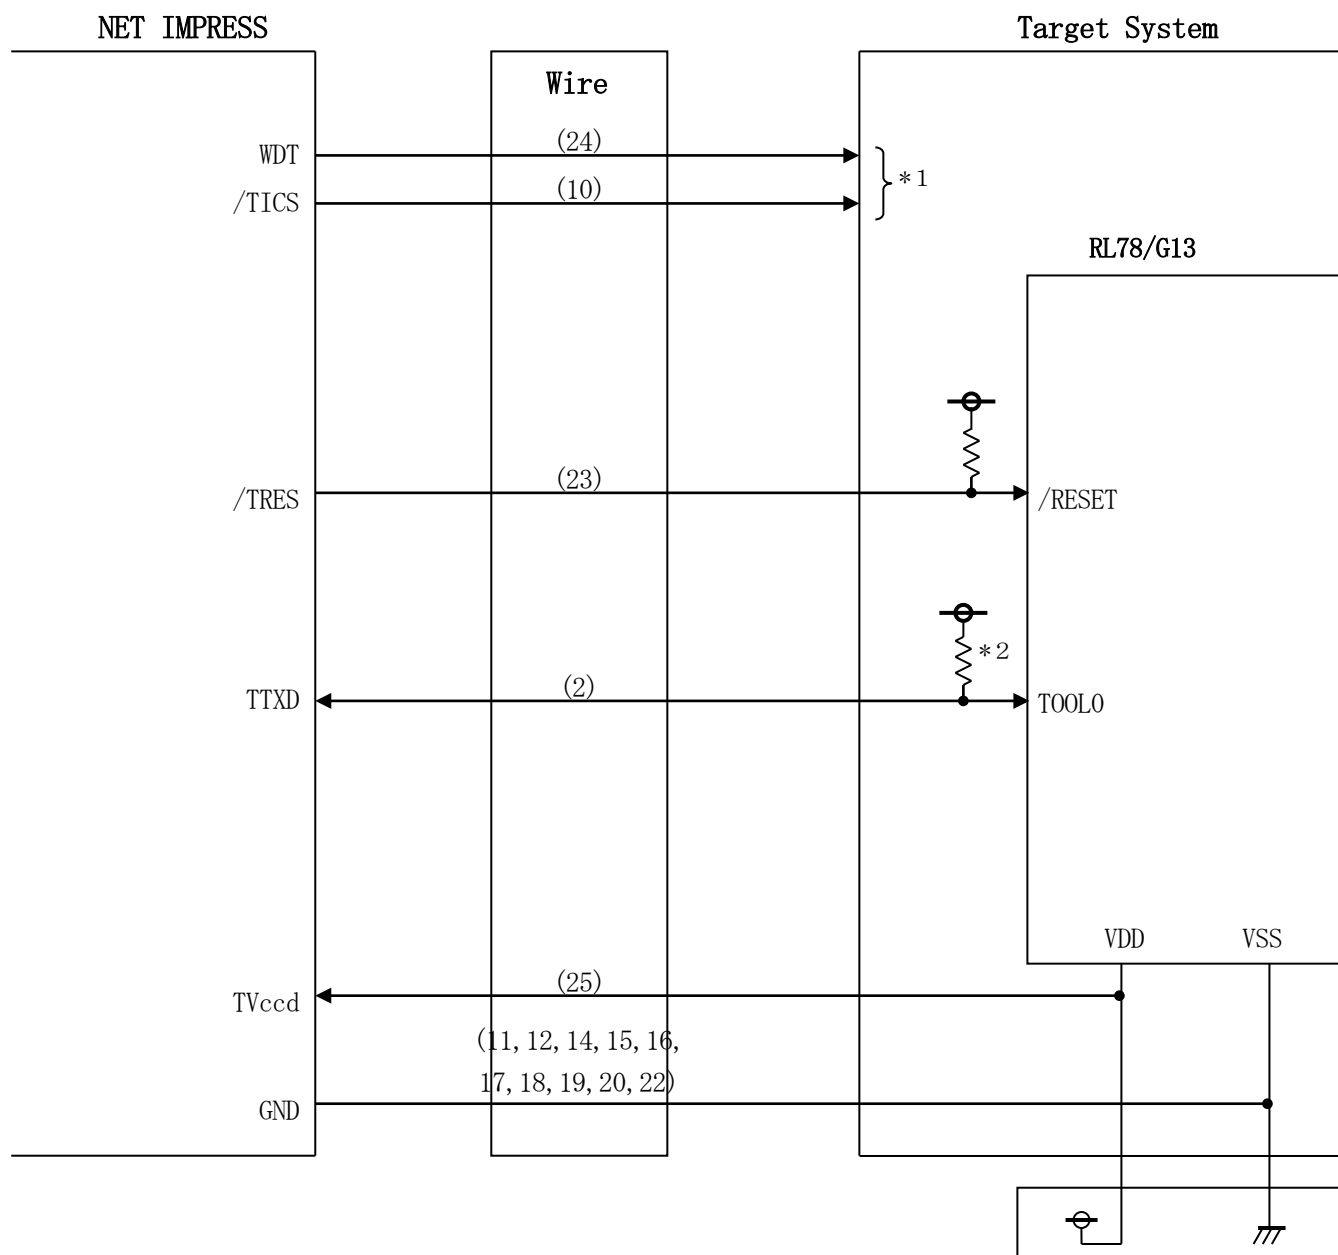 NET IMPRESS
Target System
Wire
WDT
(24)
*1
/TICS
(10)
RL78/G13
/TRES
(23)
/RESET
*2
TTXD
(2)
TOOL0
VDD
VSS
TVccd
(25)
(11, 12, 14, 15, 16,
17, 18, 19, 20, 22)
GND